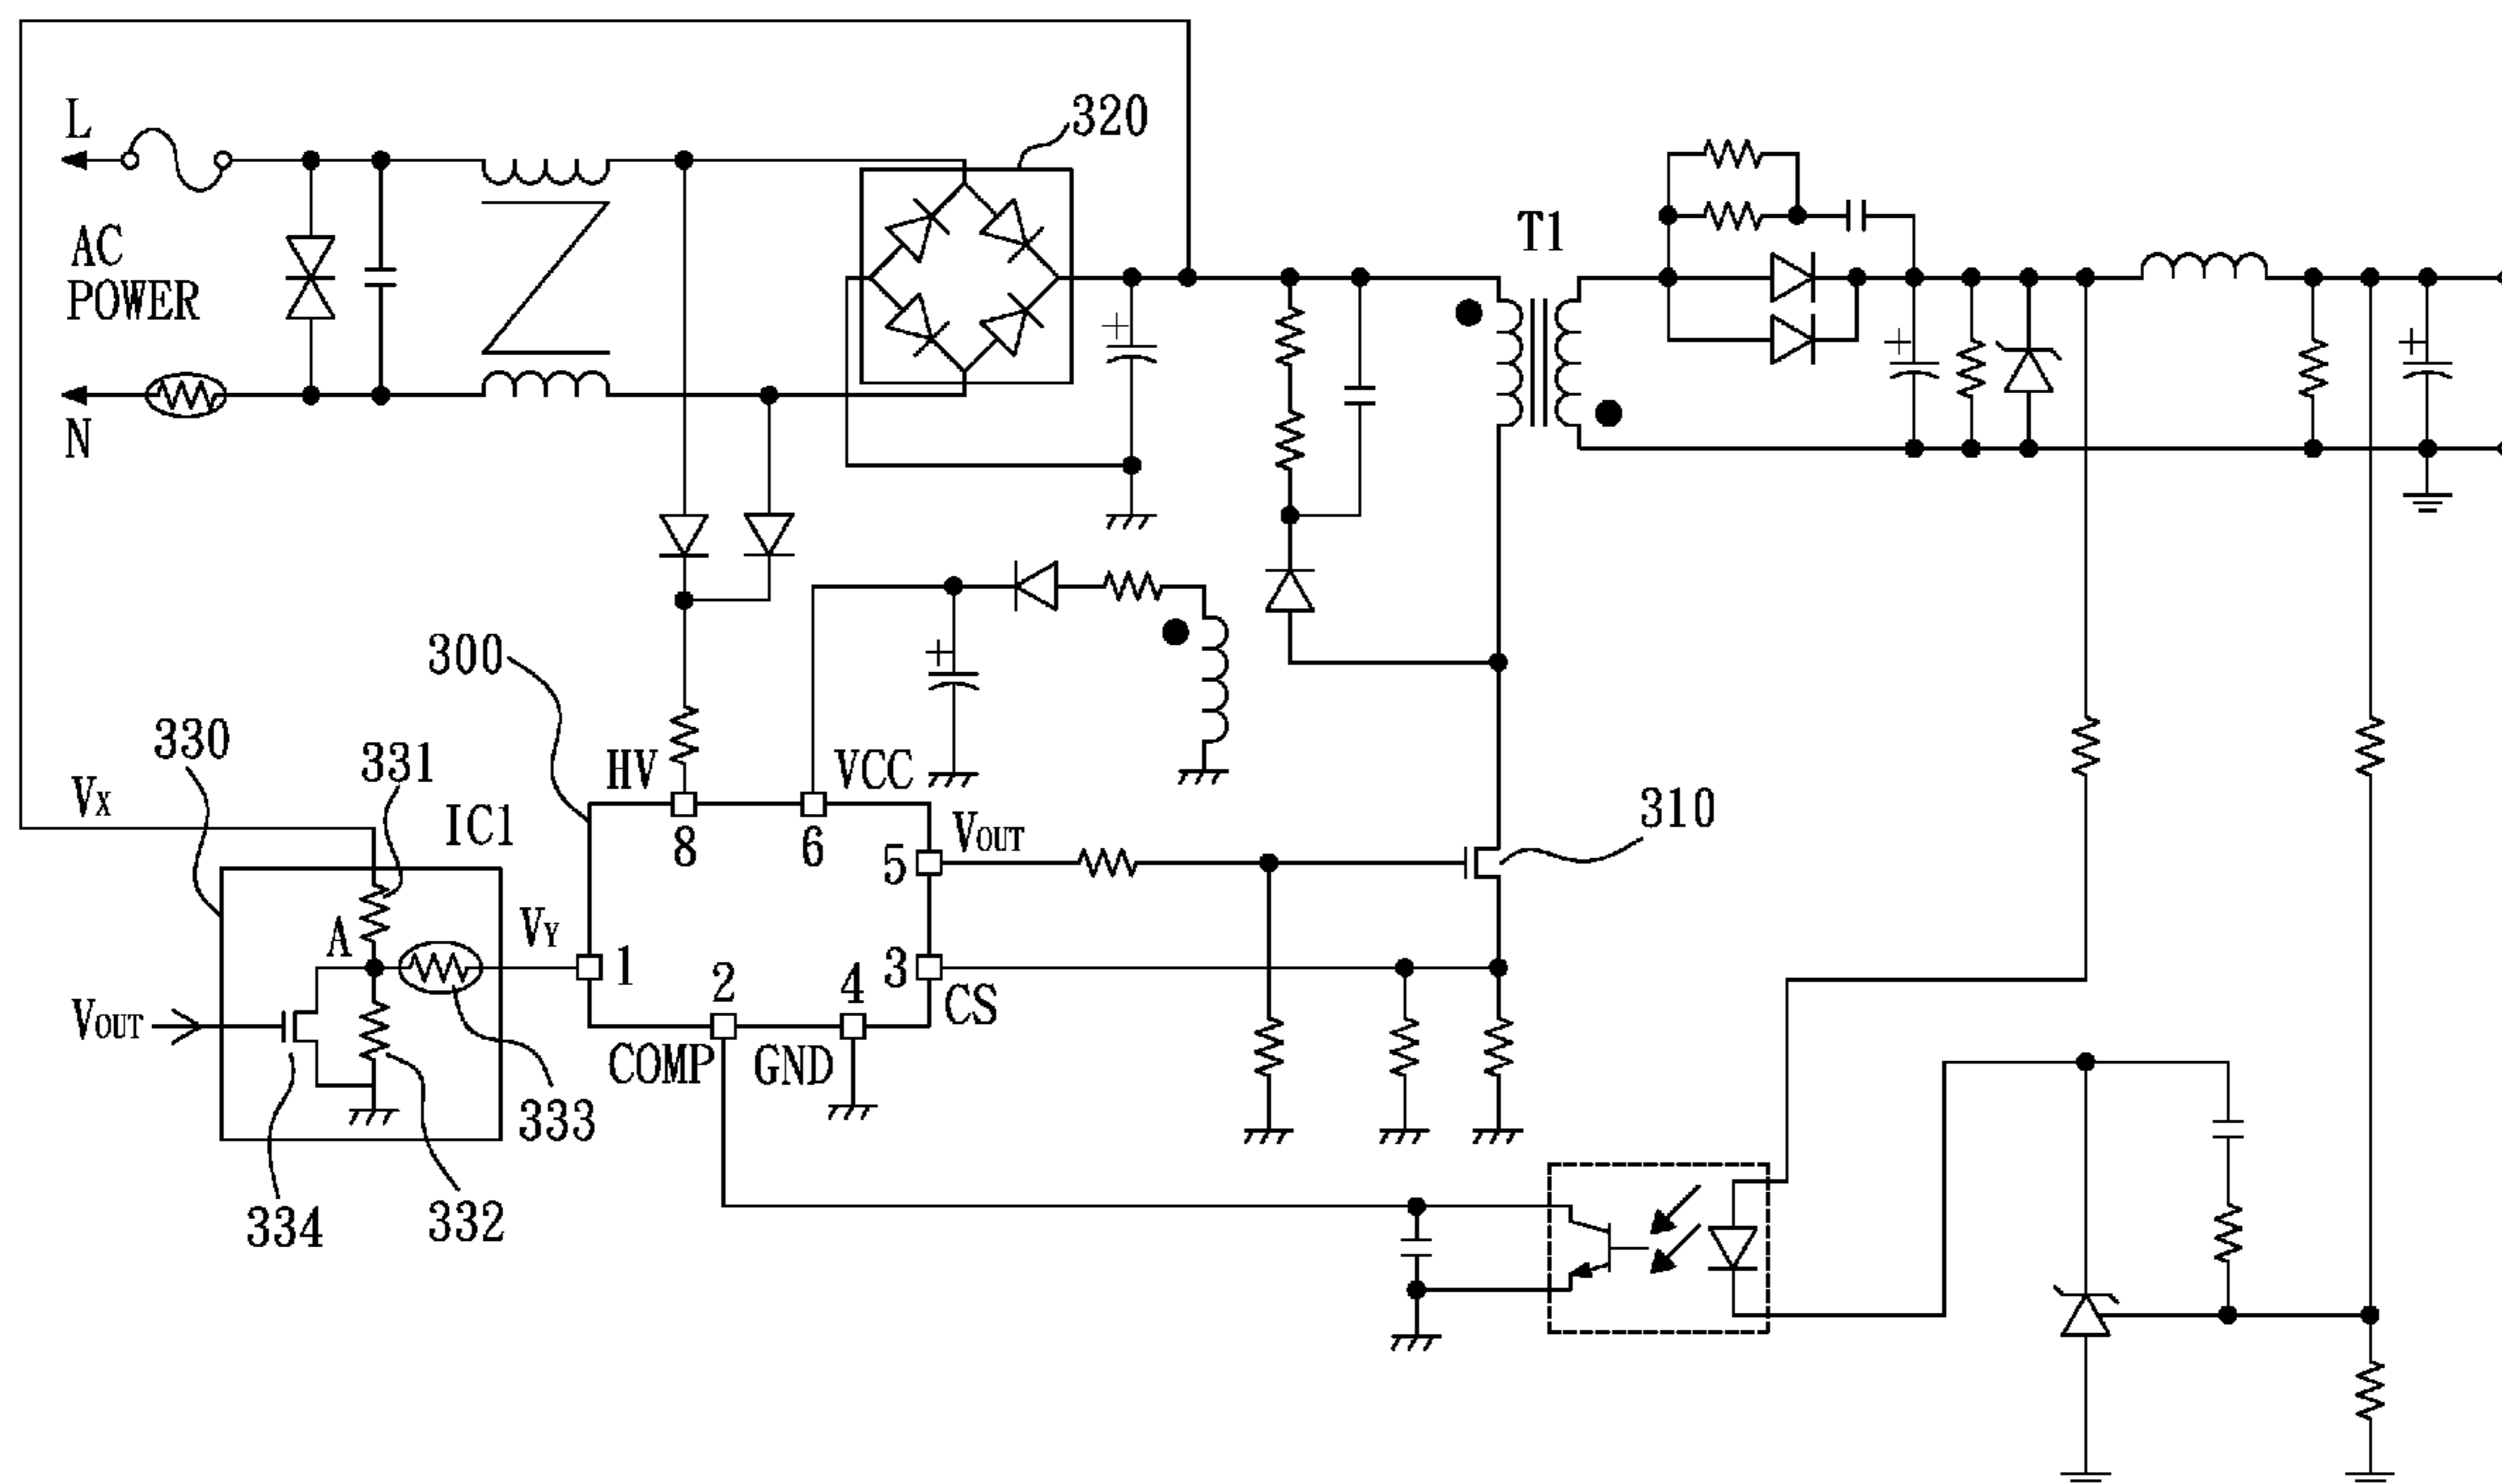 L
320
AC
POWER
T1
N
300
330
331
HV
VCC
VX
IC1
8
6
VOUT
310
5
A
VY
1
2
4
3
CS
VOUT
COMP
GND
333
334
332